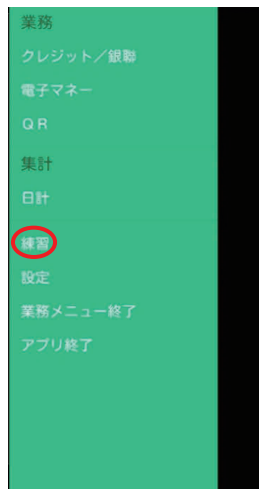 業務
クレジット／銀聯
電子マネー
ＱＲ
集計
日計
練習
設定
業務メニュー終了
アプリ終了